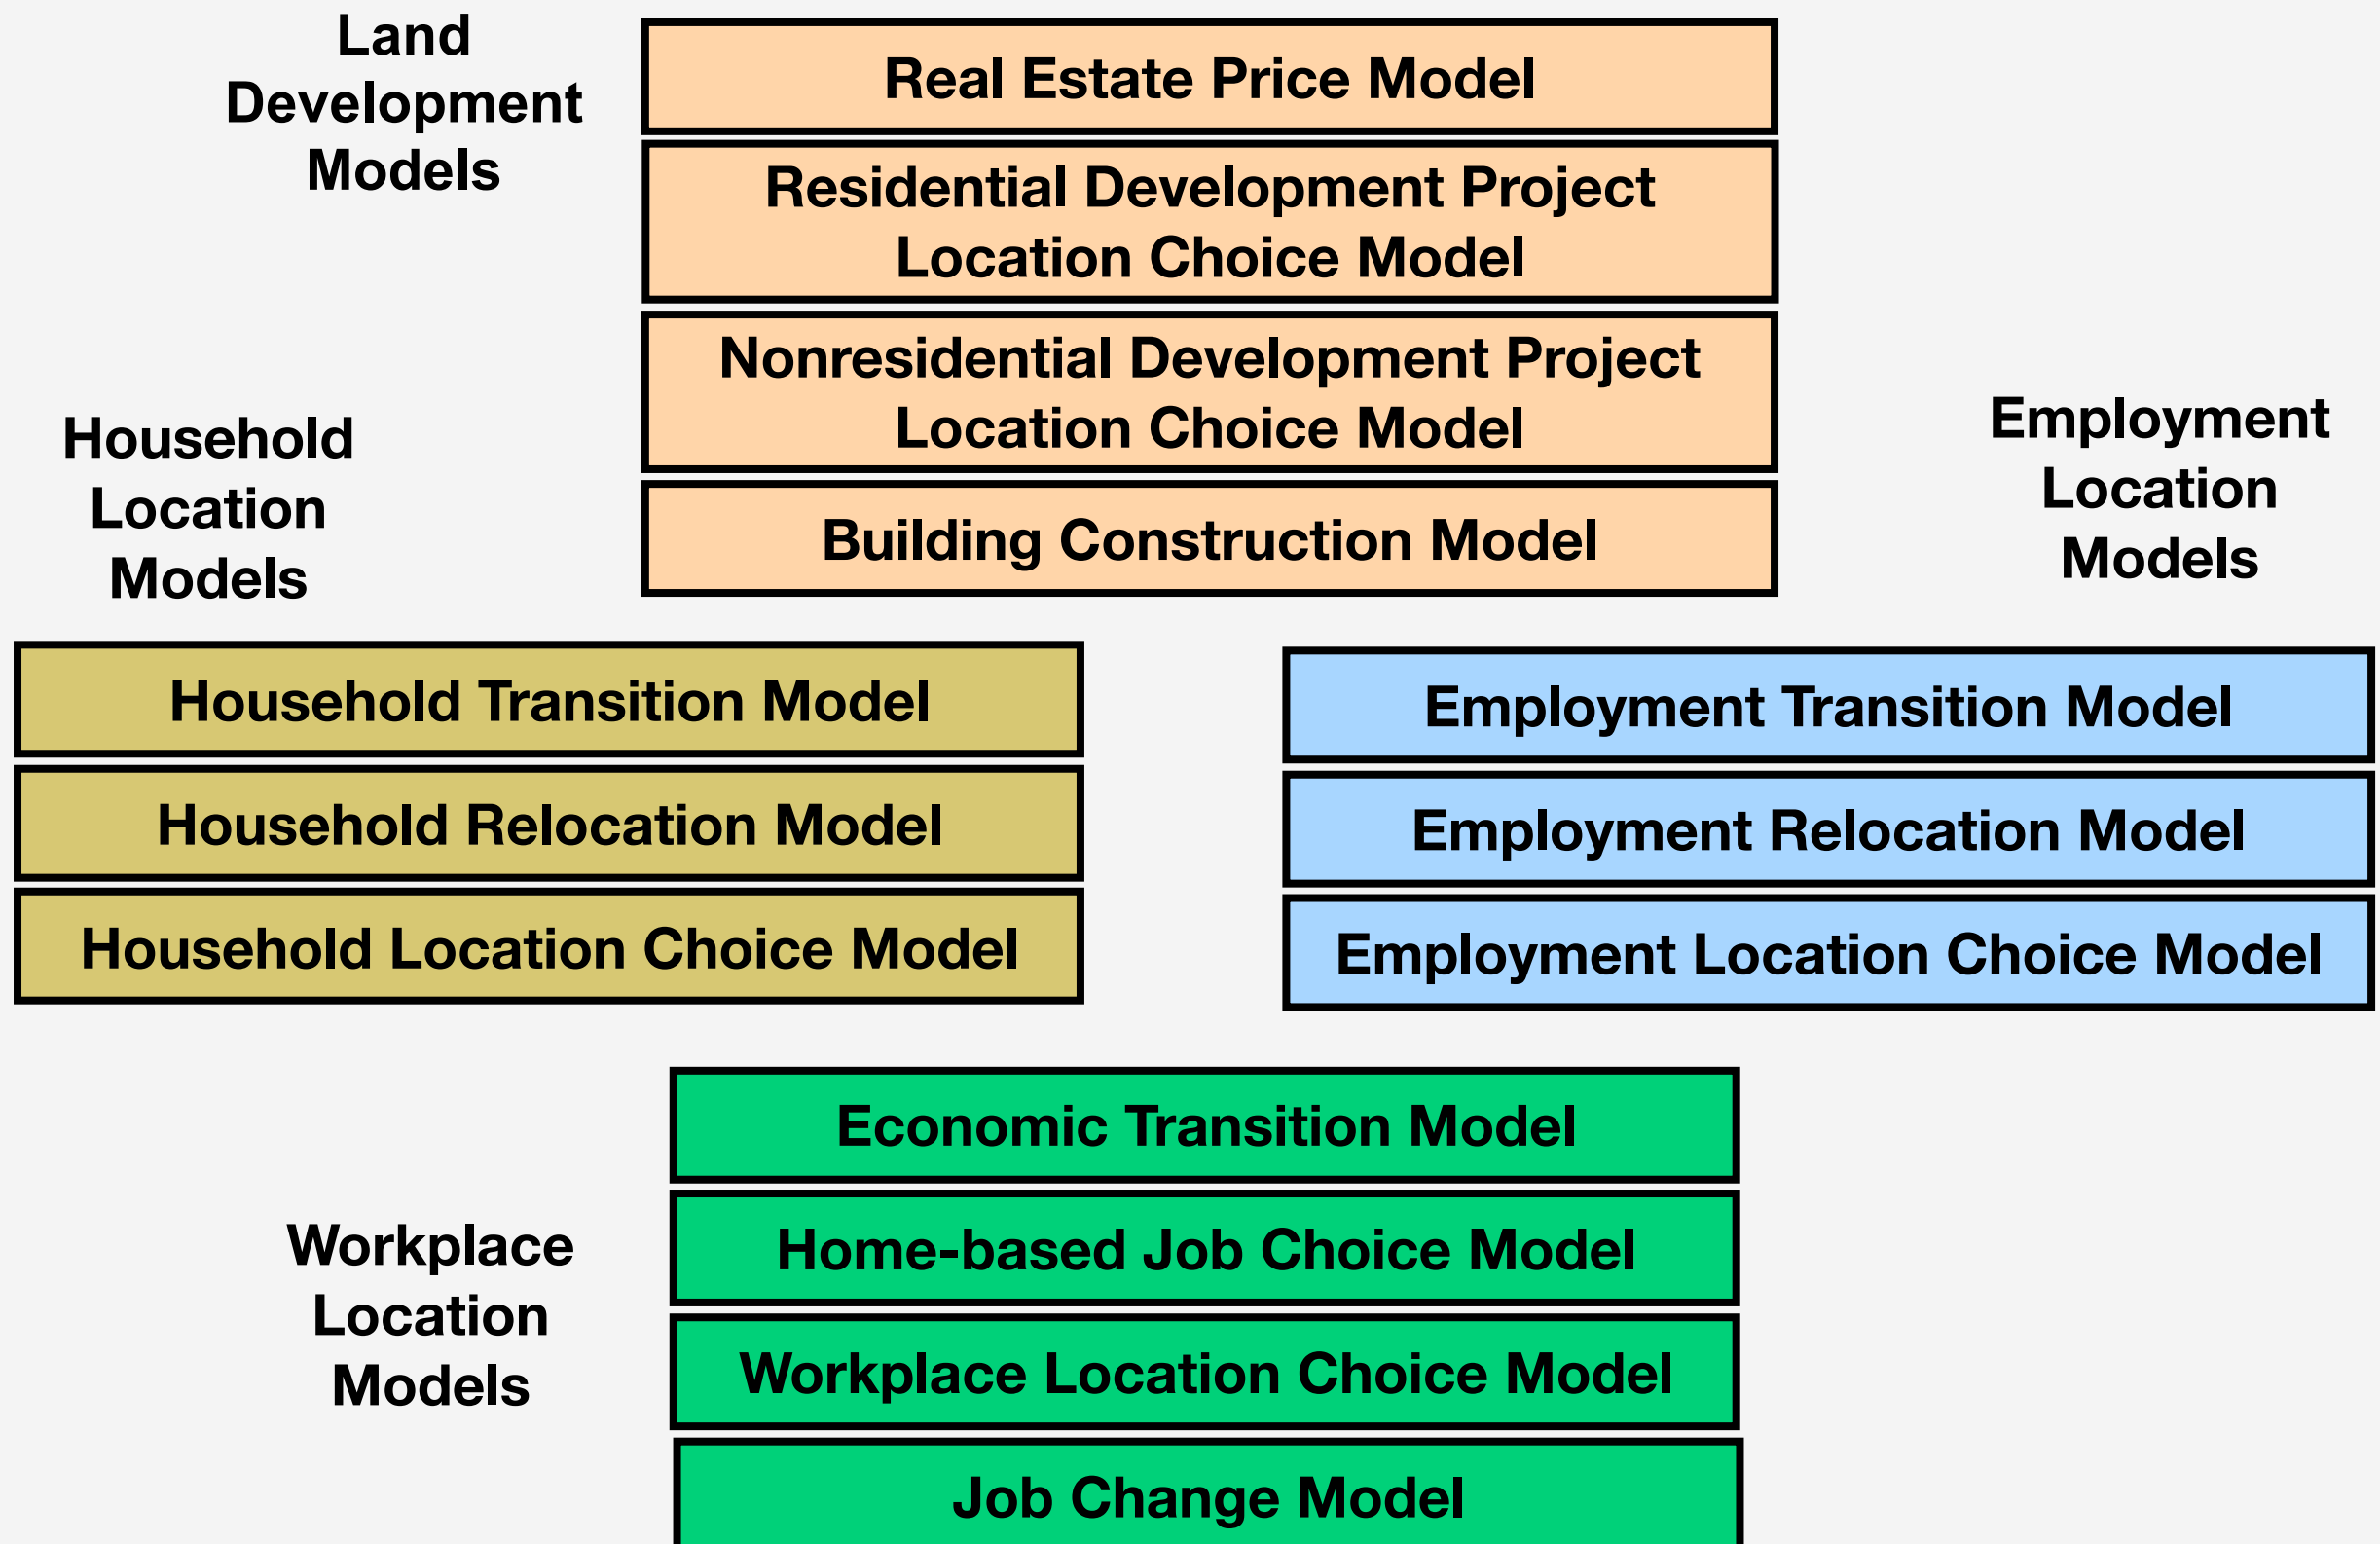 Land
Development
Models
Real Estate Price Model
Residential Development Project
Location Choice Model
Nonresidential Development Project
Location Choice Model
Building Construction Model
Household
Location
Models
Employment
Location
Models
Household Transition Model
Household Relocation Model
Household Location Choice Model
Employment Transition Model
Employment Relocation Model
Employment Location Choice Model
Workplace
Location
Models
Economic Transition Model
Home-based Job Choice Model
Workplace Location Choice Model
Job Change Model